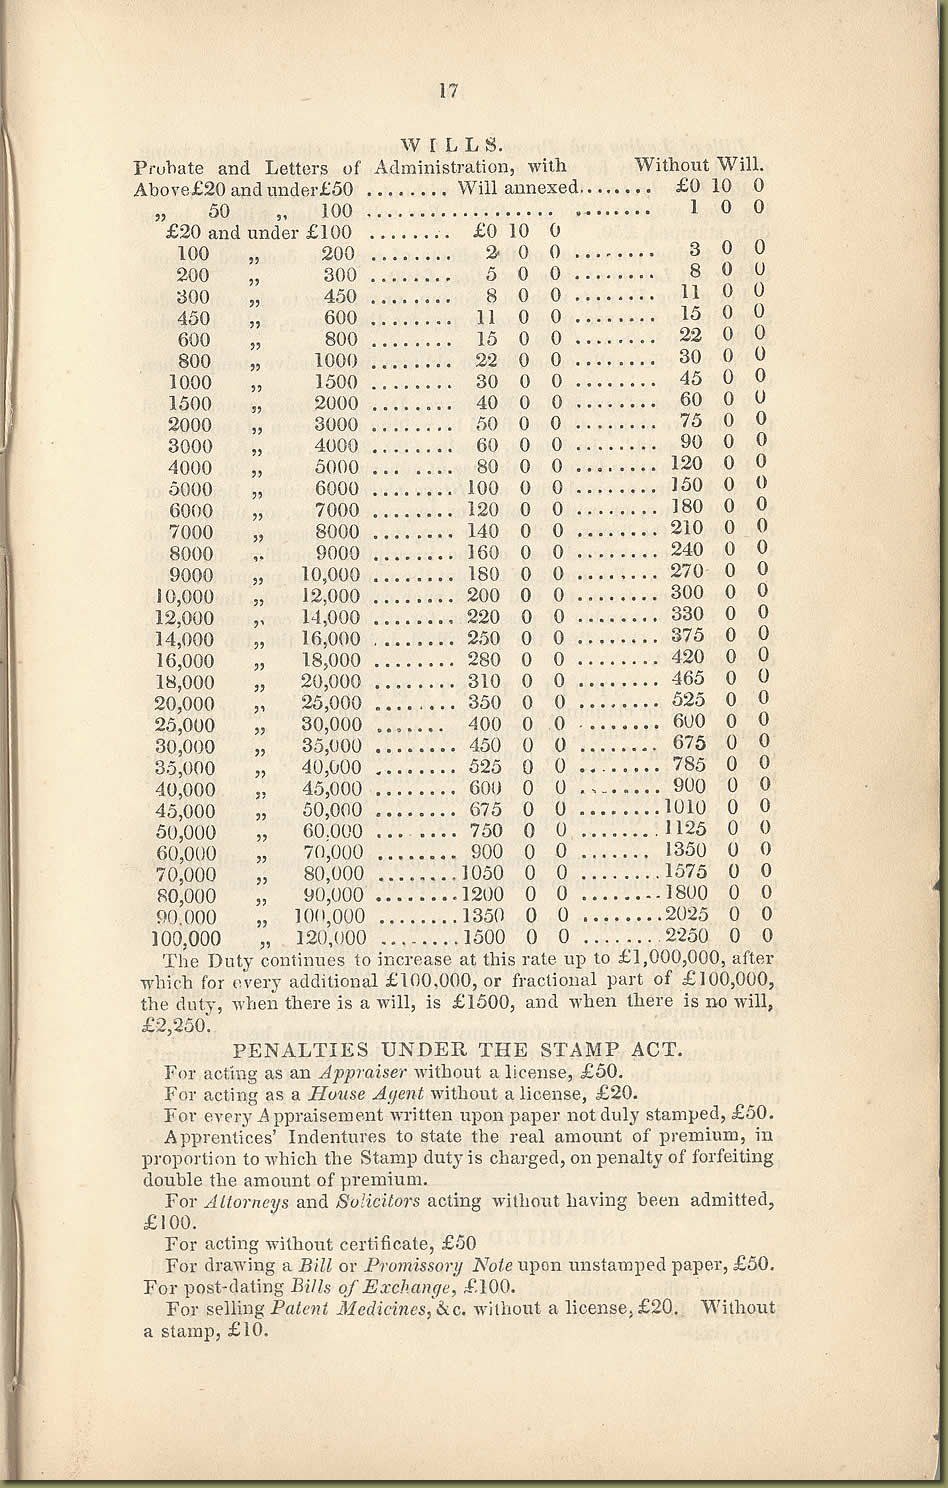 17
WILLS.
Probate and Letters of Administration, with Without Will.
Above £20 and under £50 ........ Will annexed........ £0 10 0
„ 50 „ 100 .................. ........ 1 0 0
£20 and under £100 ........ £0 10 0
100 „ 200 ........ 2 0 0 ........ 3 0 0
200 „ 300 ........ 5 0 0 ........ 8 0 0
300 „ 450 ........ 8 0 0 ........ 11 0 0
450 „ 600 ........ 11 0 0 ........ 15 0 0
600 „ 800 ........ 15 0 0 ........ 22 0 0
800 „ 1000 ........ 22 0 0 ........ 30 0 0
1000 „ 1500 ........ 30 0 0 ........ 45 0 0
1500 „ 2000 ........ 40 0 0 ........ 60 0 0
2000 „ 3000 ........ 50 0 0 ........ 75 0 0
3000 „ 4000 ........ 60 0 0 ........ 90 0 0
4000 „ 5000 ... .... 80 0 0 ........ 120 0 0
5000 „ 6000 ........ 100 0 0 ........ 150 0 0
6000 „ 7000 ........ 120 0 0 ........ 180 0 0
7000 „ 8000 ........ 140 0 0 ........ 210 0 0
8000 „ 9000 ........ 160 0 0 ........ 240 0 0
9000 „ 10,000 ........ 180 0 0 ........ 270 0 0
10,000 „ 12,000 ........ 200 0 0 ........ 300 0 0
12,000 „ 14,000 ........ 220 0 0 ........ 330 0 0
14,000 „ 16,000 ........ 250 0 0 ........ 375 0 0
16,000 „ 18,000 ........ 280 0 0 ........ 420 0 0
18,000 „ 20,000 ........ 310 0 0 ........ 465 0 0
20,000 „ 25,000 ........ 350 0 0 ........ 525 0 0
25,000 „ 30,000 ....... 400 0 0 ........ 600 0 0
30,000 „ 35,000 ........ 450 0 0 ........ 675 0 0
35,000 „ 40,000 ........ 525 0 0 ........ 785 0 0
40,000 „ 45,000 ........ 600 0 0 ........ 900 0 0
45,000 „ 50,000 ........ 675 0 0 ........ 1010 0 0
50,000 „ 60,000 ... .... 750 0 0 ........ 1125 0 0
60,000 „ 70,000 ........ 900 0 0 ....... 1350 0 0
70,000 „ 80,000 ........ 1050 0 0 ........ 1575 0 0
80,000 „ 90,000 ........ 1200 0 0 ........ 1800 0 0
90,000 „ 100,000 ........ 1350 0 0 ........ 2025 0 0
100,000 „ 120,000 ........ 1500 0 0 ........ 2250 0 0
The Duty continues to increase at this rate up to £1,000,000, after
which for every additional £100,000, or fractional part of £100,000,
the duty, when there is a will, is £1500, and when there is no will,
£2,250.
PENALTIES UNDER THE STAMP ACT.
For acting as an Appraiser without a license, £50.
For acting as a House Agent without a license, £20.
For every Appraisement written upon paper not duly stamped, £50.
Apprentices' Indentures to state the real amount of premium, in
proportion to which the Stamp duty is charged, on penalty of forfeiting
double the amount of premium.
For Attorneys and Solicitors acting without having been admitted,
£100.
For acting without certificate, £50
For drawing a Bill or Promissory Note upon unstamped paper, £50.
For post-dating Bills of Exchange, £100.
For selling Patent Medicines, &c. without a license, £20. Without
a stamp, £10.